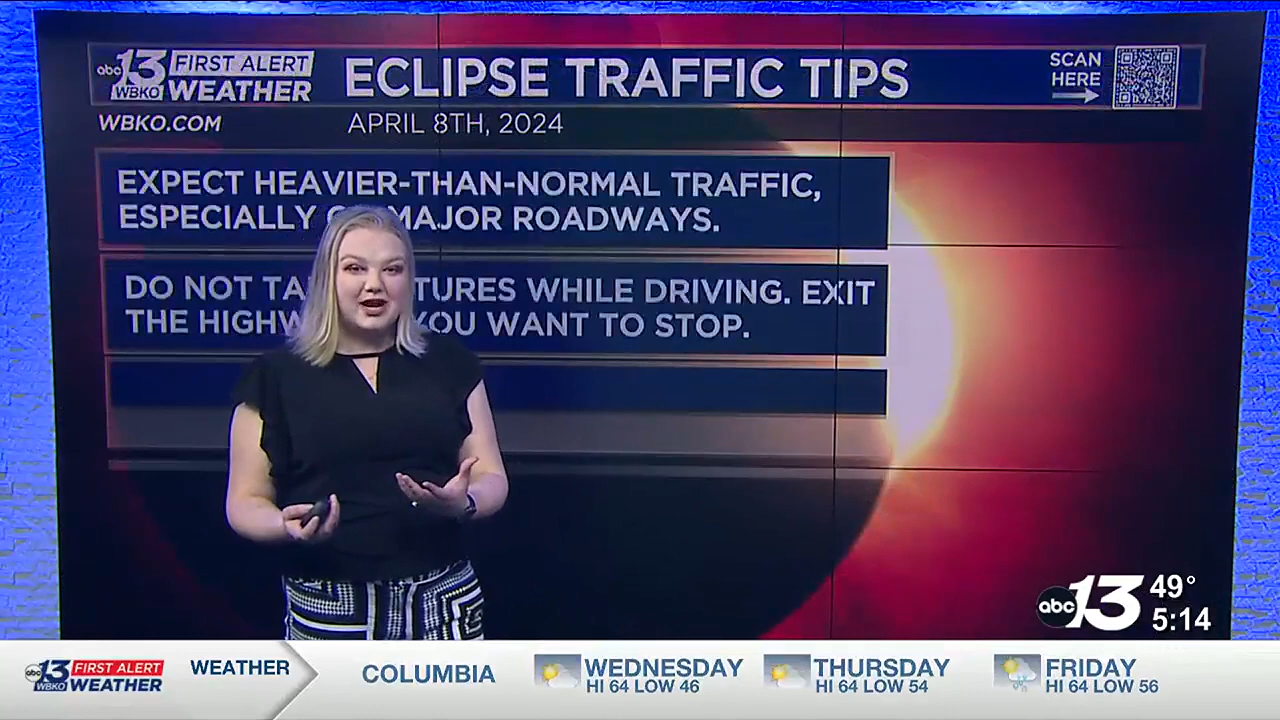 abc 13 WBKO FIRST ALERT WEATHER
ECLIPSE TRAFFIC TIPS
SCAN HERE
WBKO.COM
APRIL 8TH, 2024
EXPECT HEAVIER-THAN-NORMAL TRAFFIC,
ESPECIALLY MAJOR ROADWAYS.
DO NOT TA TURES WHILE DRIVING. EXIT
THE HIGHW YOU WANT TO STOP.
abc 13 49°
5:14
abc 13 WBKO FIRST ALERT WEATHER
WEATHER
COLUMBIA
WEDNESDAY
HI 64 LOW 46
THURSDAY
HI 64 LOW 54
FRIDAY
HI 64 LOW 56